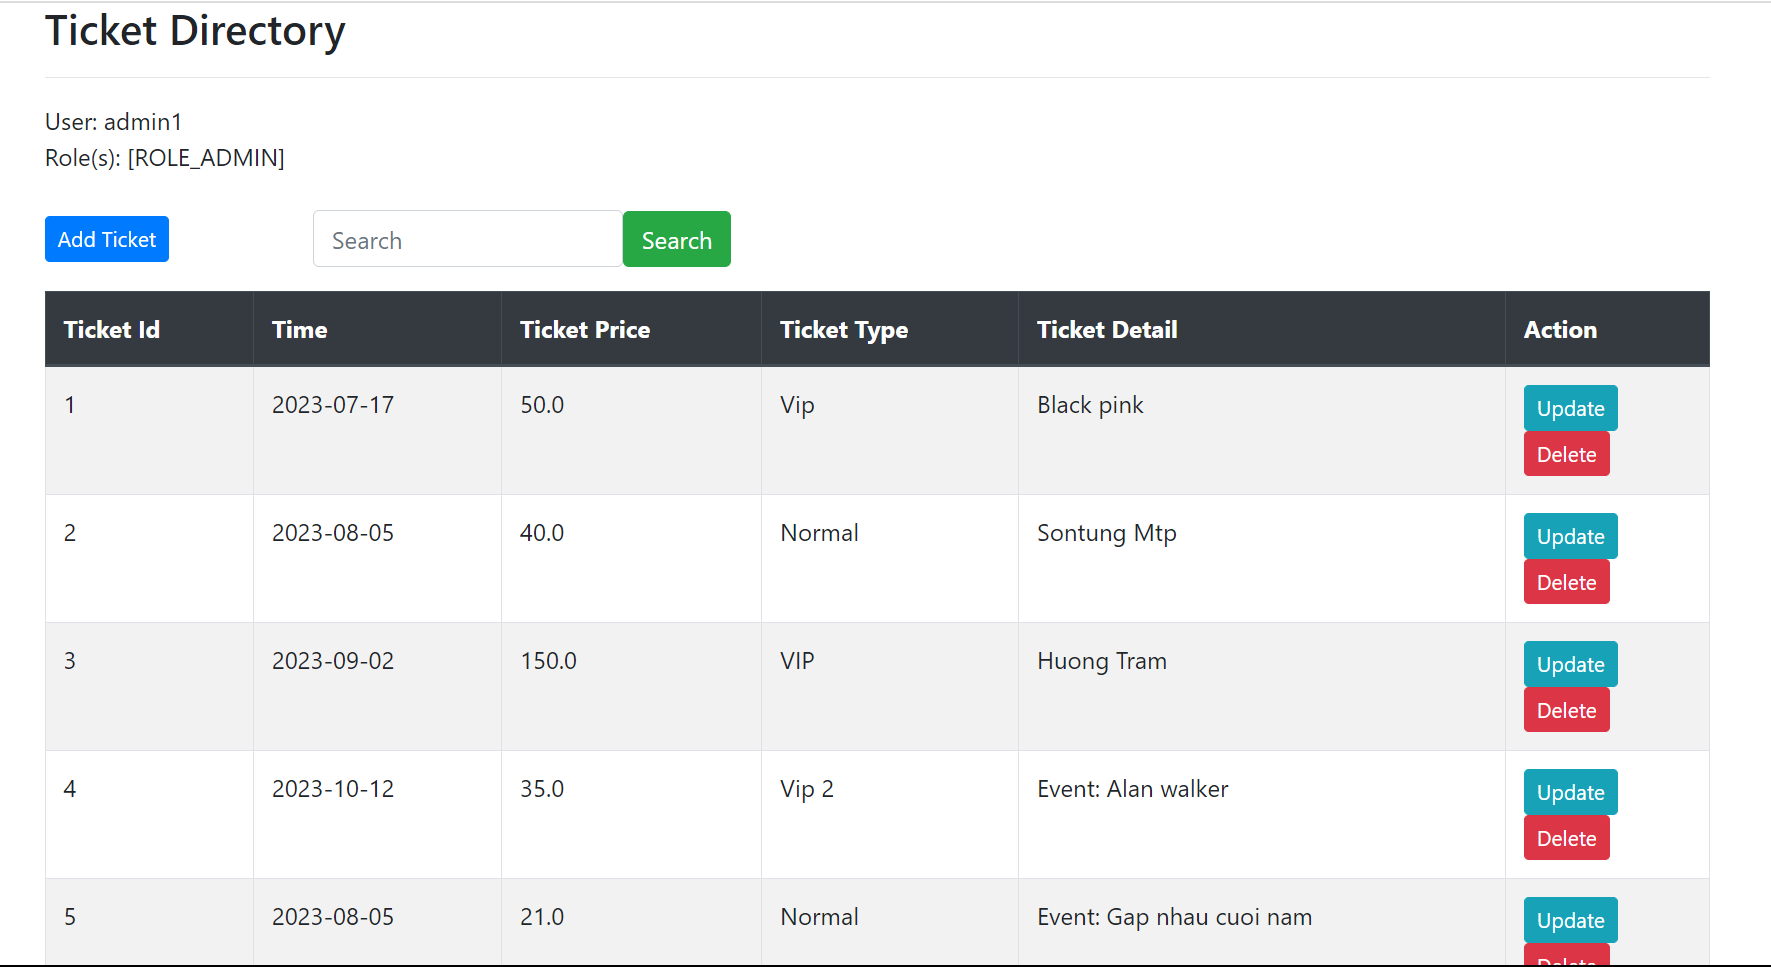 Ticket Directory
User: admin1
Role(s): [ROLE_ADMIN]
Add Ticket Search Search
Ticket Id Time Ticket Price Ticket Type Ticket Detail Action
1 2023-07-17 50.0 Vip Black pink Update
Delete
2 2023-08-05 40.0 Normal Sontung Mtp Update
Delete
3 2023-09-02 150.0 VIP Huong Tram Update
Delete
4 2023-10-12 35.0 Vip 2 Event: Alan walker Update
Delete
5 2023-08-05 21.0 Normal Event: Gap nhau cuoi nam Update
Delete